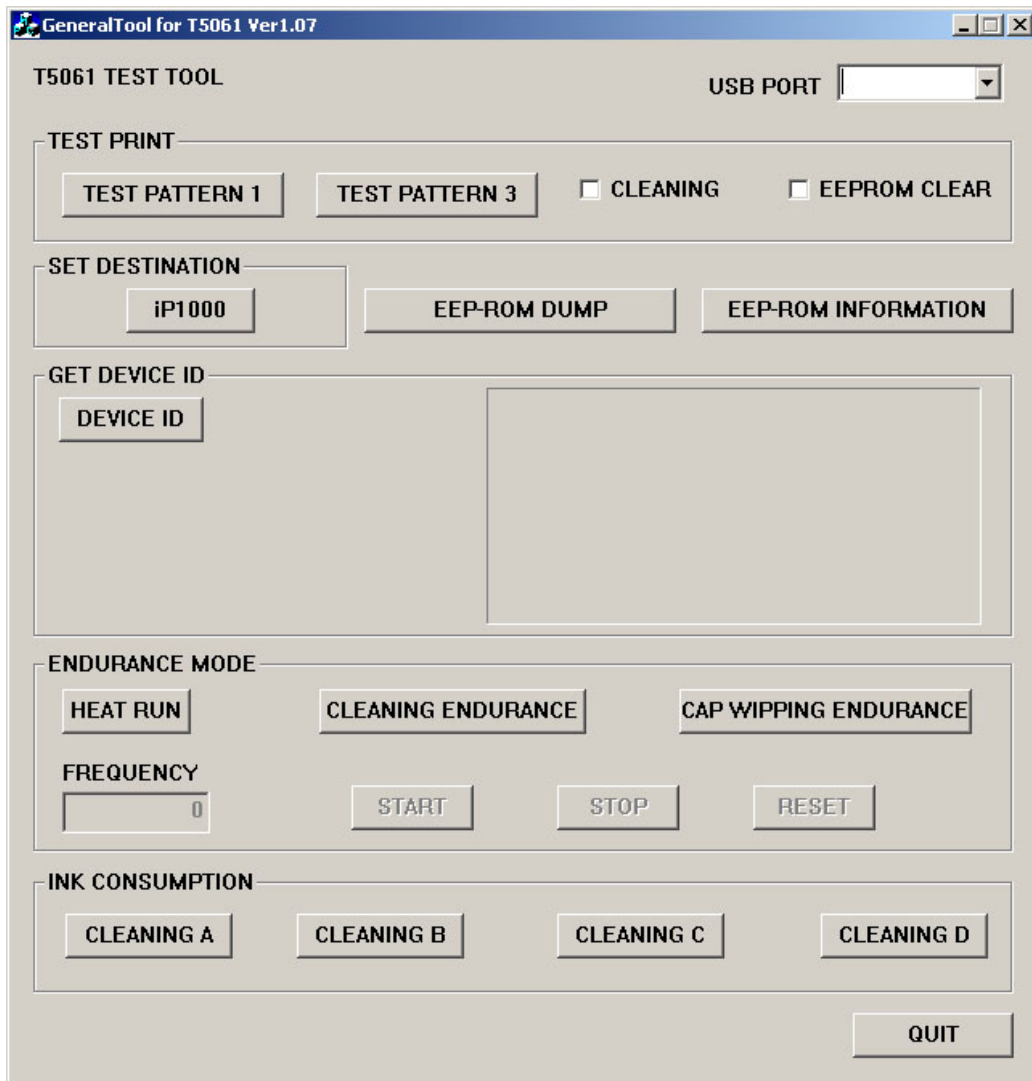 GeneralTool for T5061 Ver1.07
T5061 TEST TOOL
USB PORT
TEST PRINT
TEST PATTERN 1
TEST PATTERN 3
CLEANING
EEPROM CLEAR
SET DESTINATION
iP1000
EEP-ROM DUMP
EEP-ROM INFORMATION
GET DEVICE ID
DEVICE ID
ENDURANCE MODE
HEAT RUN
CLEANING ENDURANCE
CAP WIPPING ENDURANCE
FREQUENCY
0
START
STOP
RESET
INK CONSUMPTION
CLEANING A
CLEANING B
CLEANING C
CLEANING D
QUIT